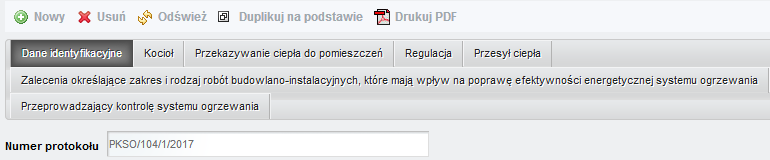 Nowy Usuń Odśwież Duplikuj na podstawie Drukuj PDF
Dane identyfikacyjne Kocioł Przekazywanie ciepła do pomieszczeń Regulacja Przesył ciepła
Zalecenia określające zakres i rodzaj robót budowlano-instalacyjnych, które mają wpływ na poprawę efektywności energetycznej systemu ogrzewania
Przeprowadzający kontrolę systemu ogrzewania
Numer protokołu PKSO/104/1/2017